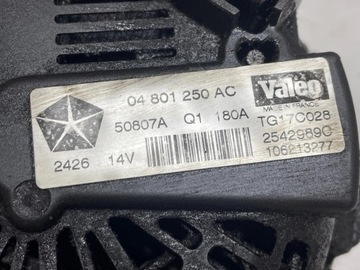 04 801 250 AC
Valeo
MADE IN FRANCE
50807A Q1 180A
TG17C028
2426 14V
2542989C
106213277